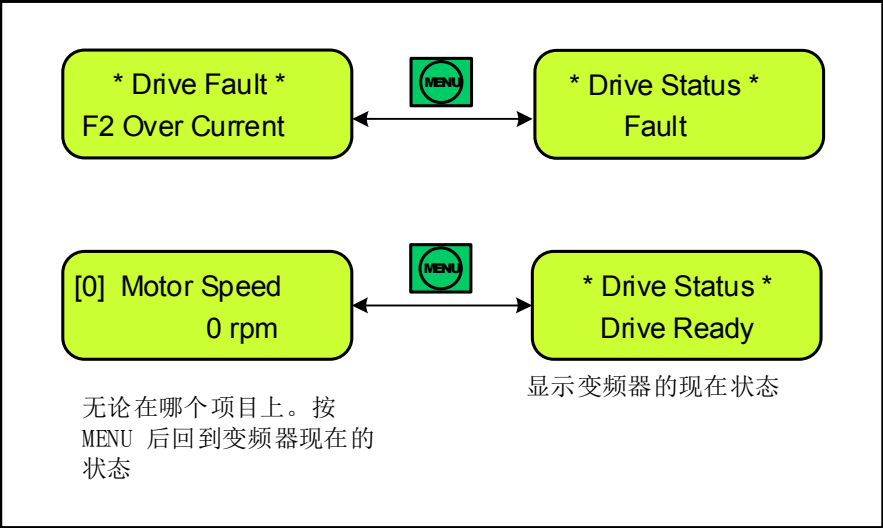 * Drive Fault *
F2 Over Current
MENU
* Drive Status *
Fault
[0] Motor Speed
0 rpm
MENU
* Drive Status *
Drive Ready
无论在哪个项目上。按
MENU 后回到变频器现在的
状态
显示变频器的现在状态